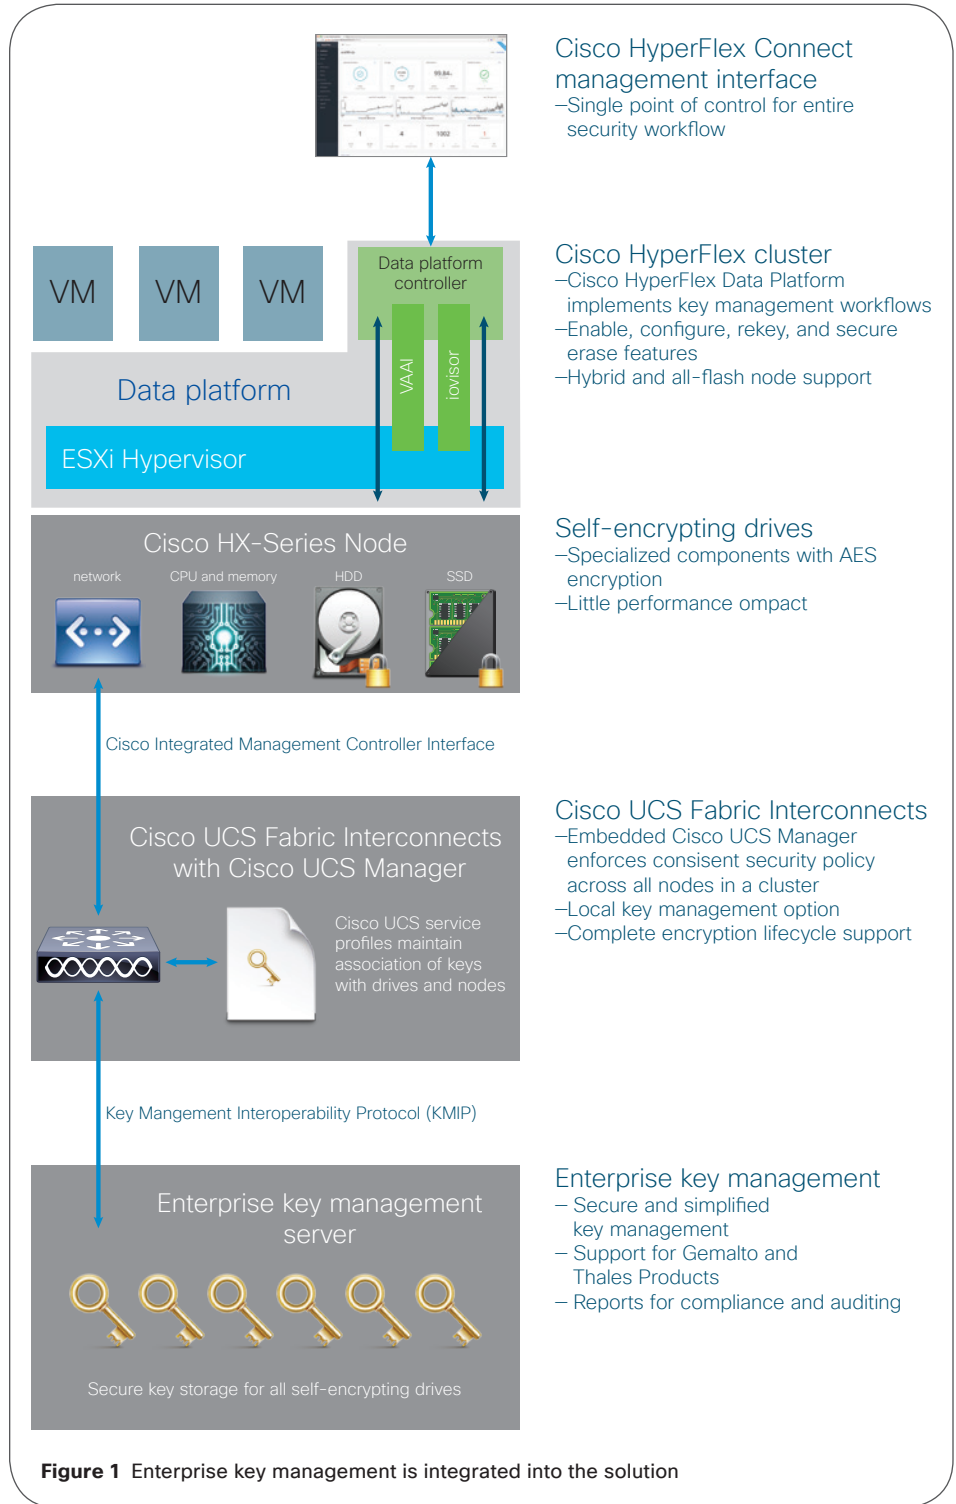 Cisco HyperFlex Connect
management interface
–Single point of control for entire
security workflow
99.84
1
4
1002
1
VM
VM
VM
Data platform
controller
VAAI
iovisor
Data platform
ESXi Hypervisor
Cisco HyperFlex cluster
–Cisco HyperFlex Data Platform
implements key management workflows
–Enable, configure, rekey, and secure
erase features
–Hybrid and all-flash node support
Cisco HX-Series Node
network
CPU and memory
HDD
SSD
Self-encrypting drives
–Specialized components with AES
encryption
–Little performance ompact
Cisco Integrated Management Controller Interface
Cisco UCS Fabric Interconnects
with Cisco UCS Manager
Cisco UCS service
profiles maintain
association of keys
with drives and nodes
Cisco UCS Fabric Interconnects
–Embedded Cisco UCS Manager
enforces consisent security policy
across all nodes in a cluster
–Local key management option
–Complete encryption lifecycle support
Key Mangement Interoperability Protocol (KMIP)
Enterprise key management
server
Secure key storage for all self-encrypting drives
Enterprise key management
– Secure and simplified
key management
– Support for Gemalto and
Thales Products
– Reports for compliance and auditing
Figure 1 Enterprise key management is integrated into the solution